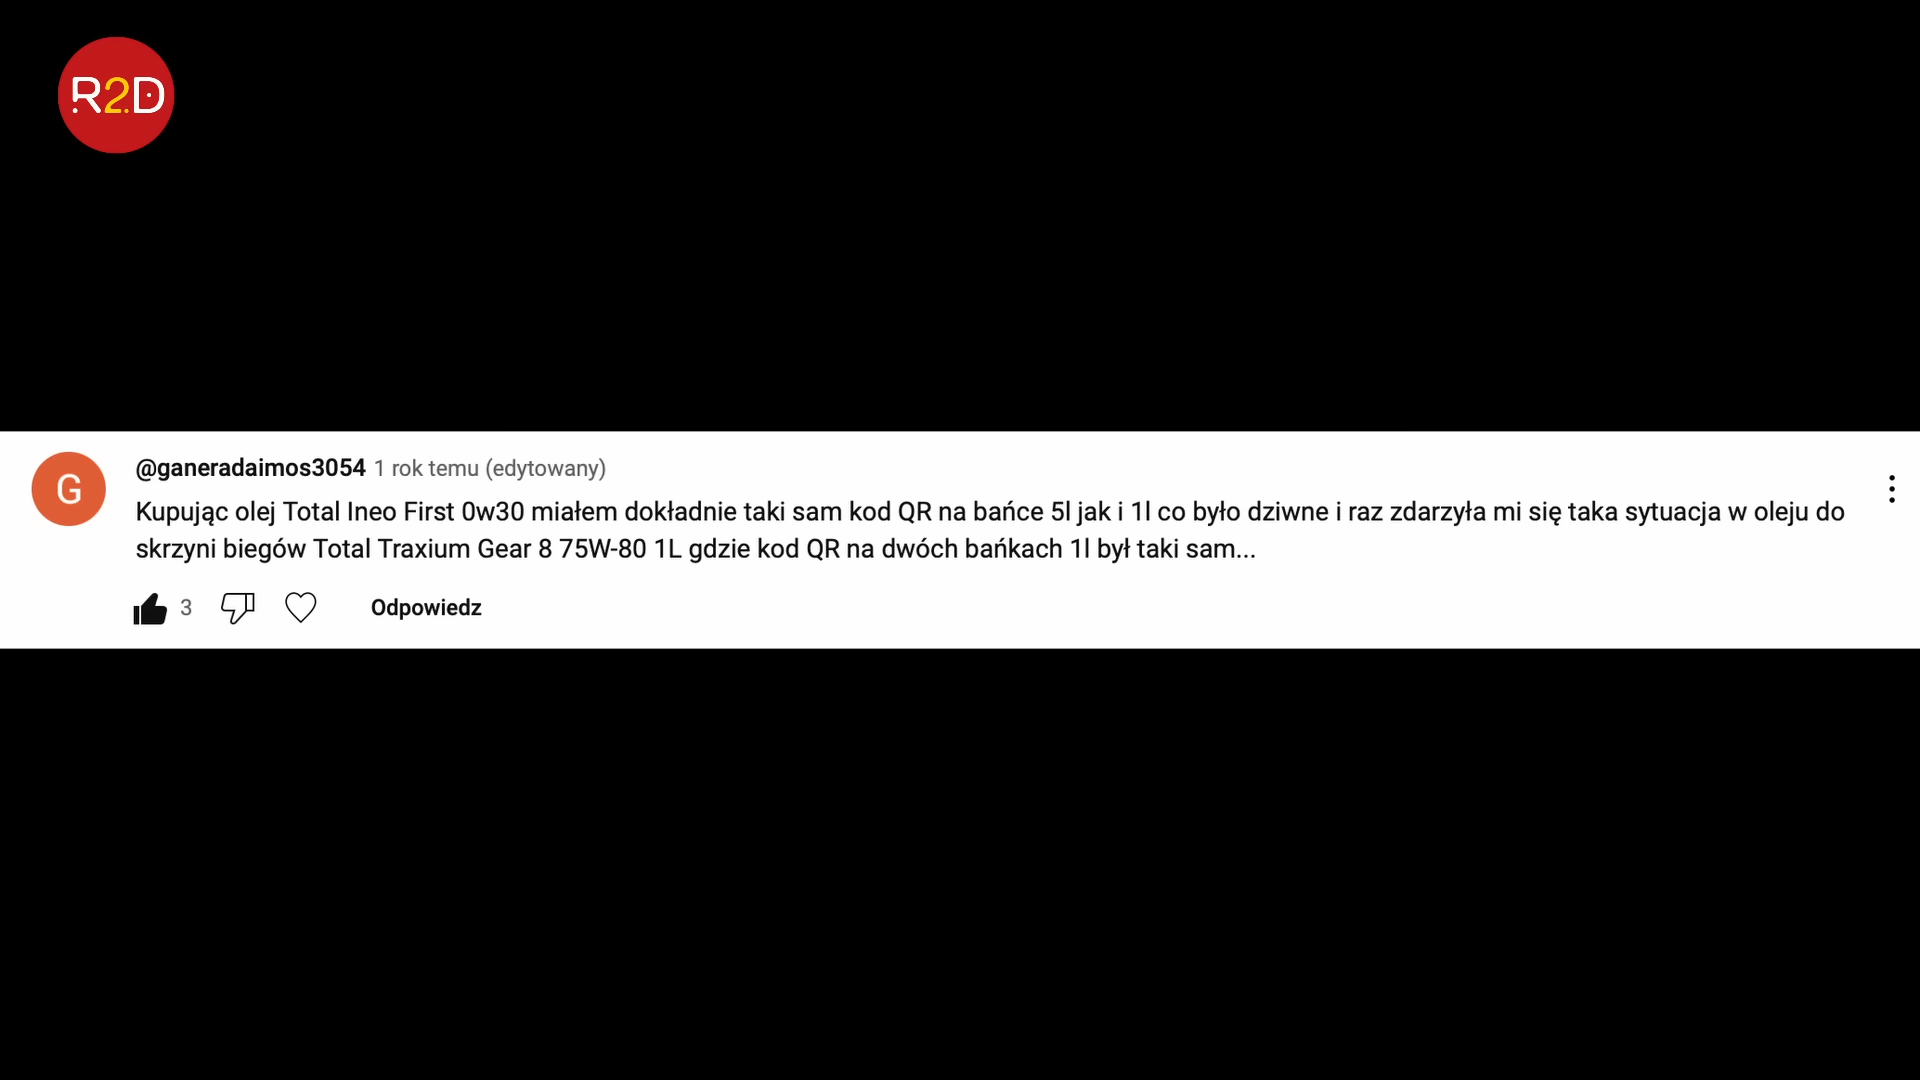 R2D
G
@ganeradaimos3054 1 rok temu (edytowany)
Kupując olej Total Ineo First 0w30 miałem dokładnie taki sam kod QR na bańce 5l jak i 1l co było dziwne i raz zdarzyła mi się taka sytuacja w oleju do
skrzyni biegów Total Traxium Gear 8 75W-80 1L gdzie kod QR na dwóch bańkach 1l był taki sam...
3
Odpowiedz